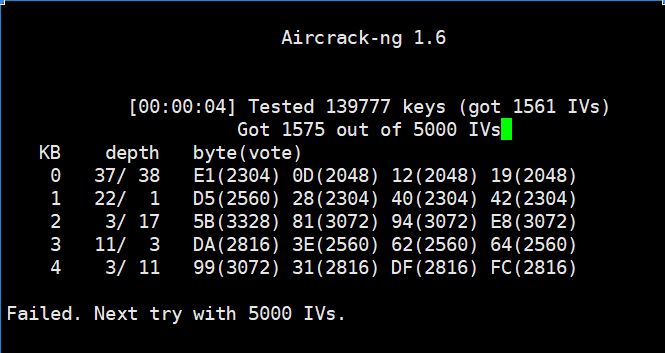 Aircrack-ng 1.6
[00:00:04] Tested 139777 keys (got 1561 IVs)
Got 1575 out of 5000 IVs
KB depth byte(vote)
0 37/ 38 E1(2304) 0D(2048) 12(2048) 19(2048)
1 22/ 1 D5(2560) 28(2304) 40(2304) 42(2304)
2 3/ 17 5B(3328) 81(3072) 94(3072) E8(3072)
3 11/ 3 DA(2816) 3E(2560) 62(2560) 64(2560)
4 3/ 11 99(3072) 31(2816) DF(2816) FC(2816)
Failed. Next try with 5000 IVs.